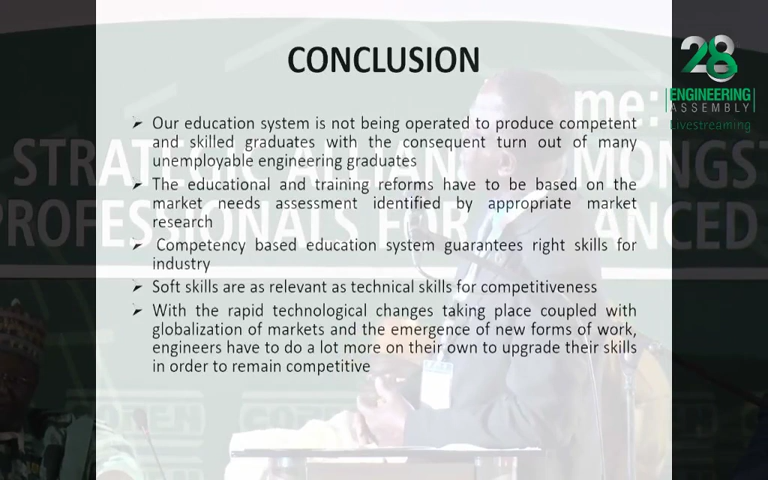 CONCLUSION
28
ENGINEERING
ASSEMBLY
Livestreaming
Our education system is not being operated to produce competent
and skilled graduates with the consequent turn out of many
unemployable engineering graduates
The educational and training reforms have to be based on the
market needs assessment identified by appropriate market
research
Competency based education system guarantees right skills for
industry
Soft skills are as relevant as technical skills for competitiveness
With the rapid technological changes taking place coupled with
globalization of markets and the emergence of new forms of work,
engineers have to do a lot more on their own to upgrade their skills
in order to remain competitive